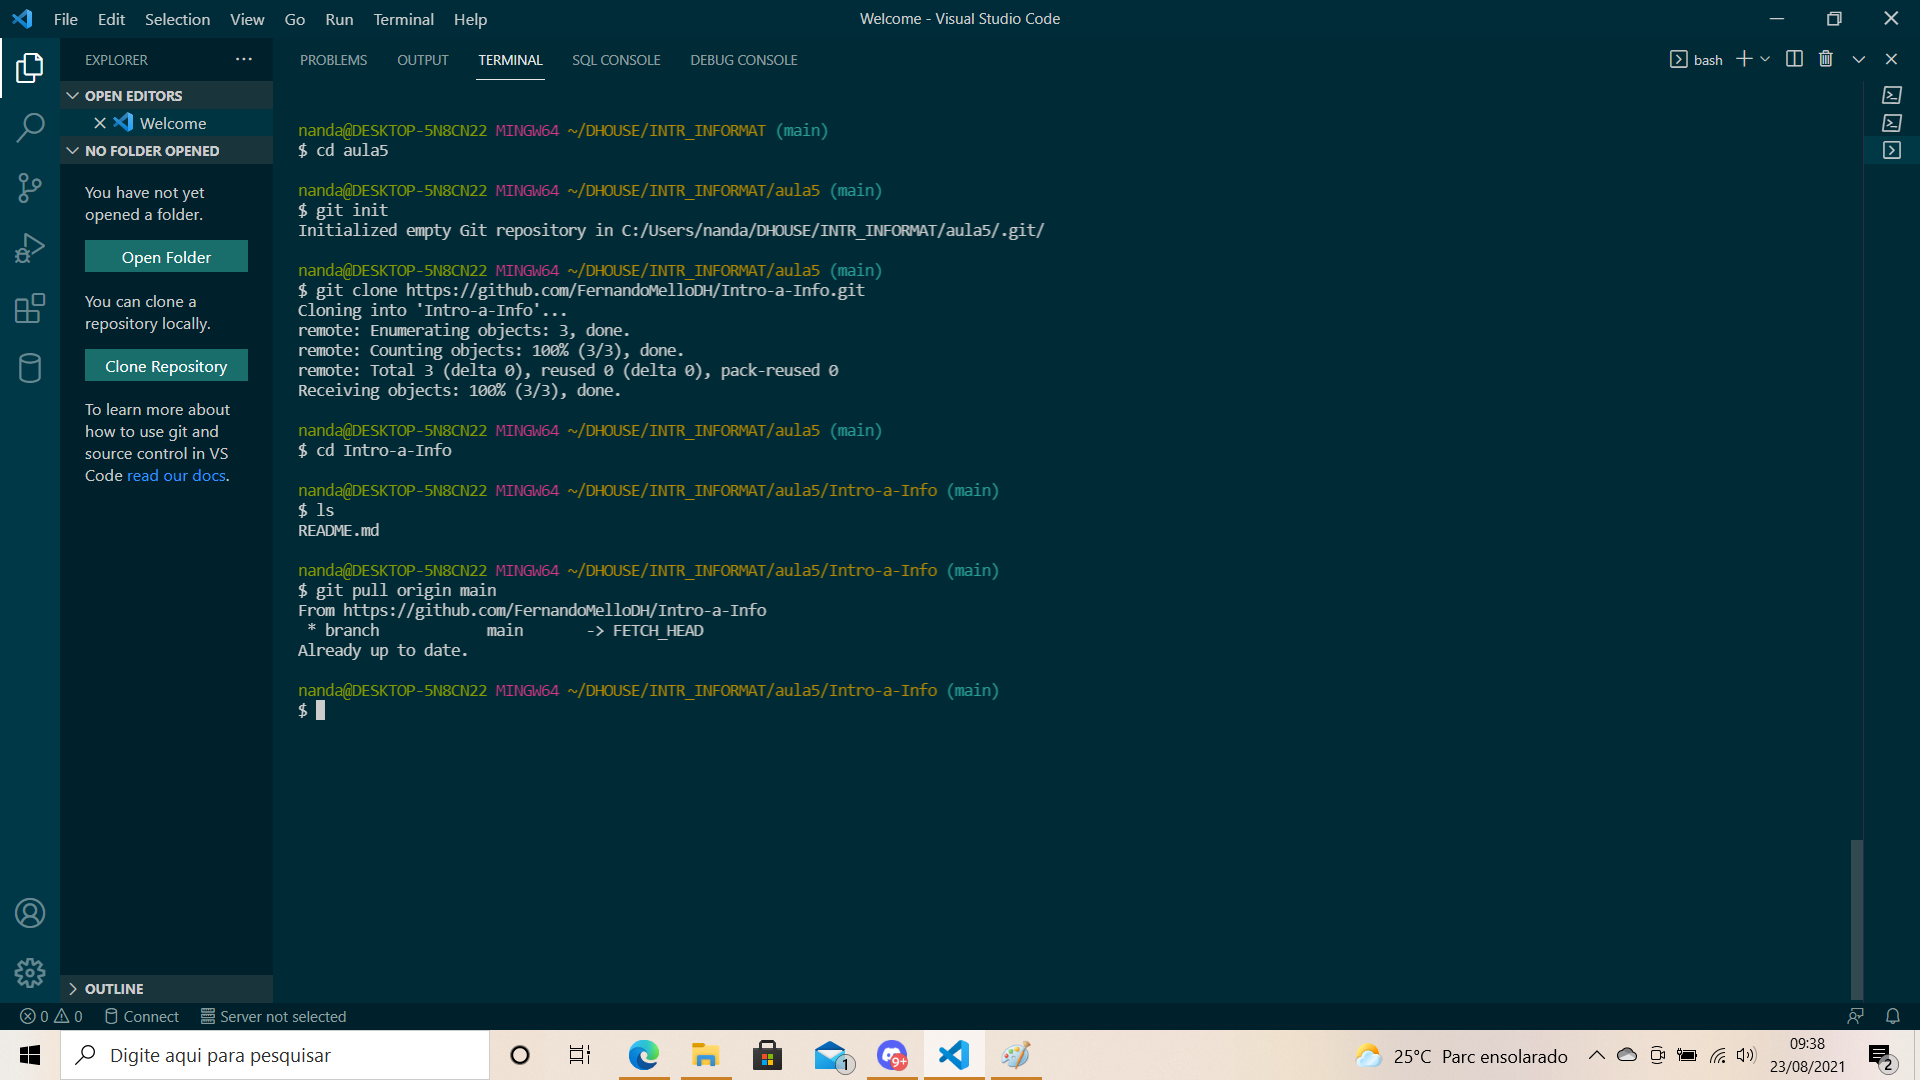 File Edit Selection View Go Run Terminal Help
Welcome - Visual Studio Code
EXPLORER
OPEN EDITORS
Welcome
NO FOLDER OPENED
You have not yet
opened a folder.
Open Folder
You can clone a
repository locally.
Clone Repository
To learn more about
how to use git and
source control in VS
Code read our docs.
OUTLINE
PROBLEMS OUTPUT TERMINAL SQL CONSOLE DEBUG CONSOLE
bash
nanda@DESKTOP-5N8CN22 MINGW64 ~/DHOUSE/INTR_INFORMAT (main)
$ cd aula5
nanda@DESKTOP-5N8CN22 MINGW64 ~/DHOUSE/INTR_INFORMAT/aula5 (main)
$ git init
Initialized empty Git repository in C:/Users/nanda/DHOUSE/INTR_INFORMAT/aula5/.git/
nanda@DESKTOP-5N8CN22 MINGW64 ~/DHOUSE/INTR_INFORMAT/aula5 (main)
$ git clone https://github.com/FernandoMelloDH/Intro-a-Info.git
Cloning into 'Intro-a-Info'...
remote: Enumerating objects: 3, done.
remote: Counting objects: 100% (3/3), done.
remote: Total 3 (delta 0), reused 0 (delta 0), pack-reused 0
Receiving objects: 100% (3/3), done.
nanda@DESKTOP-5N8CN22 MINGW64 ~/DHOUSE/INTR_INFORMAT/aula5 (main)
$ cd Intro-a-Info
nanda@DESKTOP-5N8CN22 MINGW64 ~/DHOUSE/INTR_INFORMAT/aula5/Intro-a-Info (main)
$ ls
README.md
nanda@DESKTOP-5N8CN22 MINGW64 ~/DHOUSE/INTR_INFORMAT/aula5/Intro-a-Info (main)
$ git pull origin main
From https://github.com/FernandoMelloDH/Intro-a-Info
* branch main -> FETCH_HEAD
Already up to date.
nanda@DESKTOP-5N8CN22 MINGW64 ~/DHOUSE/INTR_INFORMAT/aula5/Intro-a-Info (main)
$
0 0 Connect Server not selected
Digite aqui para pesquisar
1
9+
25°C Parc ensolarado
09:38
23/08/2021
2